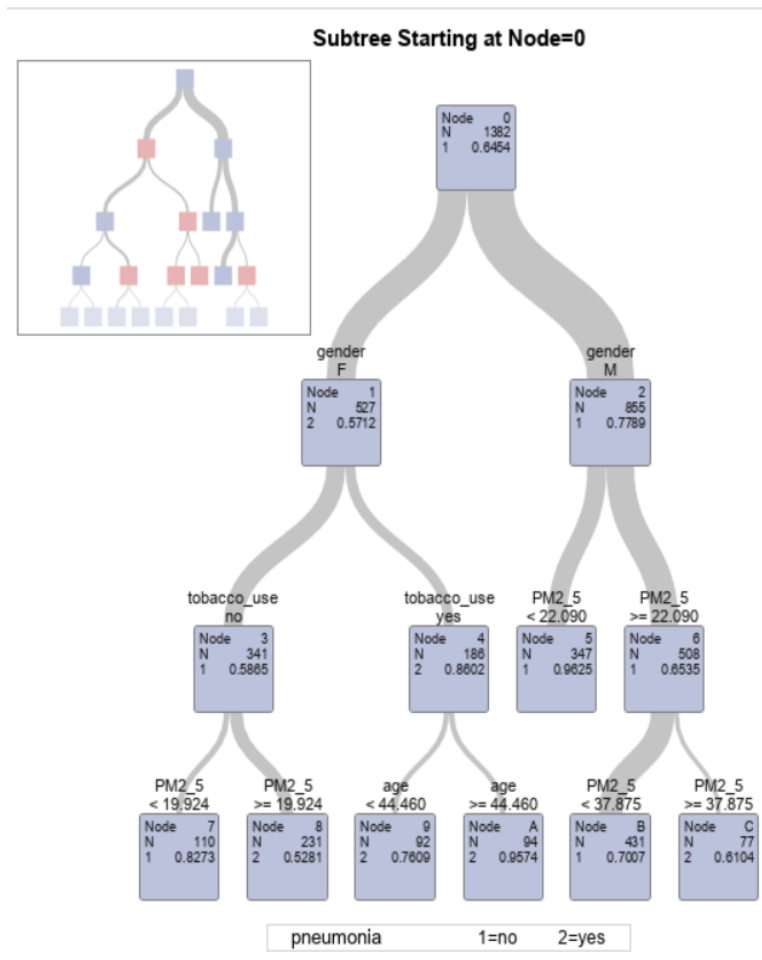 Subtree Starting at Node=0
Node 0
N 1382
1 0.6454
gender
F
Node 1
N 527
2 0.5712
gender
M
Node 2
N 855
1 0.7789
tobacco_use
no
Node 3
N 341
1 0.5865
tobacco_use
yes
Node 4
N 186
2 0.8602
PM2_5
< 22.090
Node 5
N 347
1 0.9625
PM2_5
>= 22.090
Node 6
N 508
1 0.6535
PM2_5
< 19.924
Node 7
N 110
1 0.8273
PM2_5
>= 19.924
Node 8
N 231
2 0.5281
age
< 44.460
Node 9
N 92
2 0.7609
age
>= 44.460
Node A
N 94
2 0.9574
PM2_5
< 37.875
Node B
N 431
1 0.7007
PM2_5
>= 37.875
Node C
N 77
2 0.6104
pneumonia 1=no 2=yes